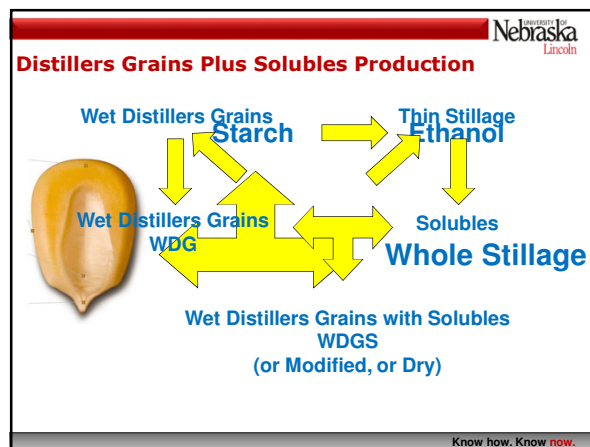 UNIVERSITY OF
Nebraska
Lincoln
Distillers Grains Plus Solubles Production
Wet Distillers Grains
Thin Stillage
Starch
Ethanol
Wet Distillers Grains
WDG
Solubles
Whole Stillage
Wet Distillers Grains with Solubles
WDGS
(or Modified, or Dry)
Know how. Know now.